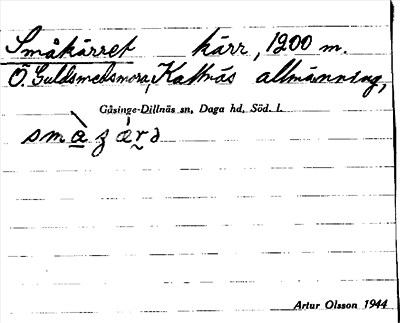 Småkärret kärr, 1200 m.
Ö. Guldsmedsmora, Kattnäs allmänning,
Gåsinge-Dillnäs sn, Daga hd, Söd. l.
Artur Olsson 1944